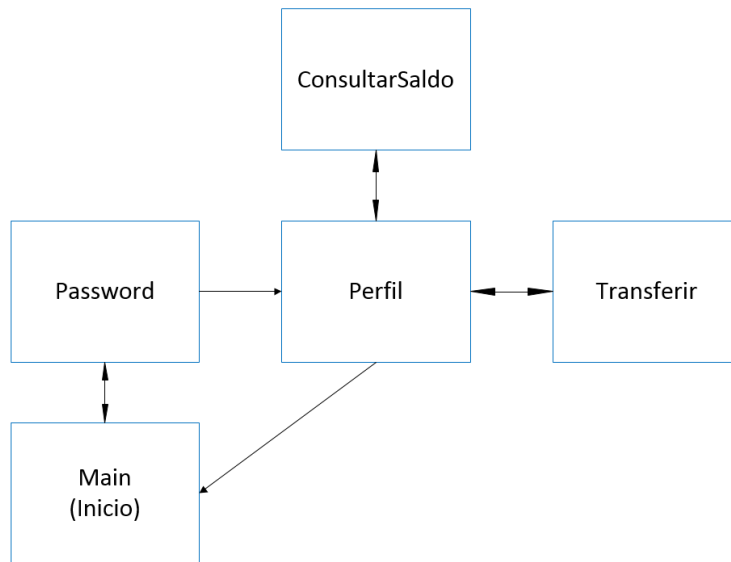 ConsultarSaldo
Password
Perfil
Transferir
Main
(Inicio)